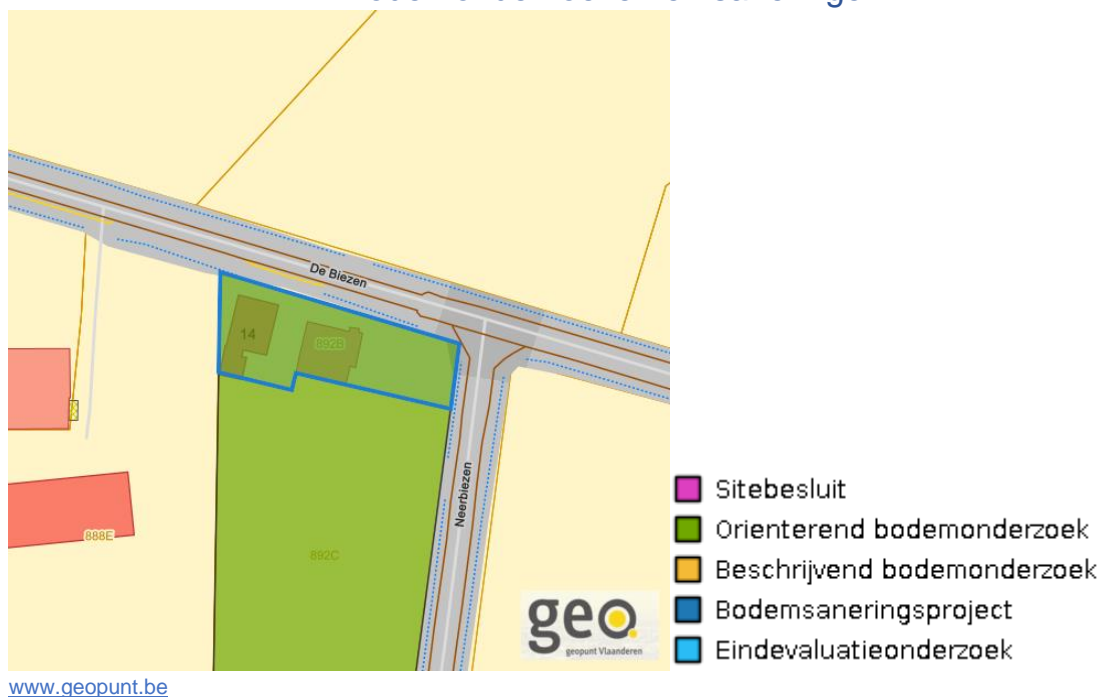 De Biezen
14
892B
Neerbiezen
888E
892C
geo.
geopunt Vlaanderen
Sitebesluit
Orienterend bodemonderzoek
Beschrijvend bodemonderzoek
Bodemsaneringsproject
Eindevaluatieonderzoek
www.geopunt.be